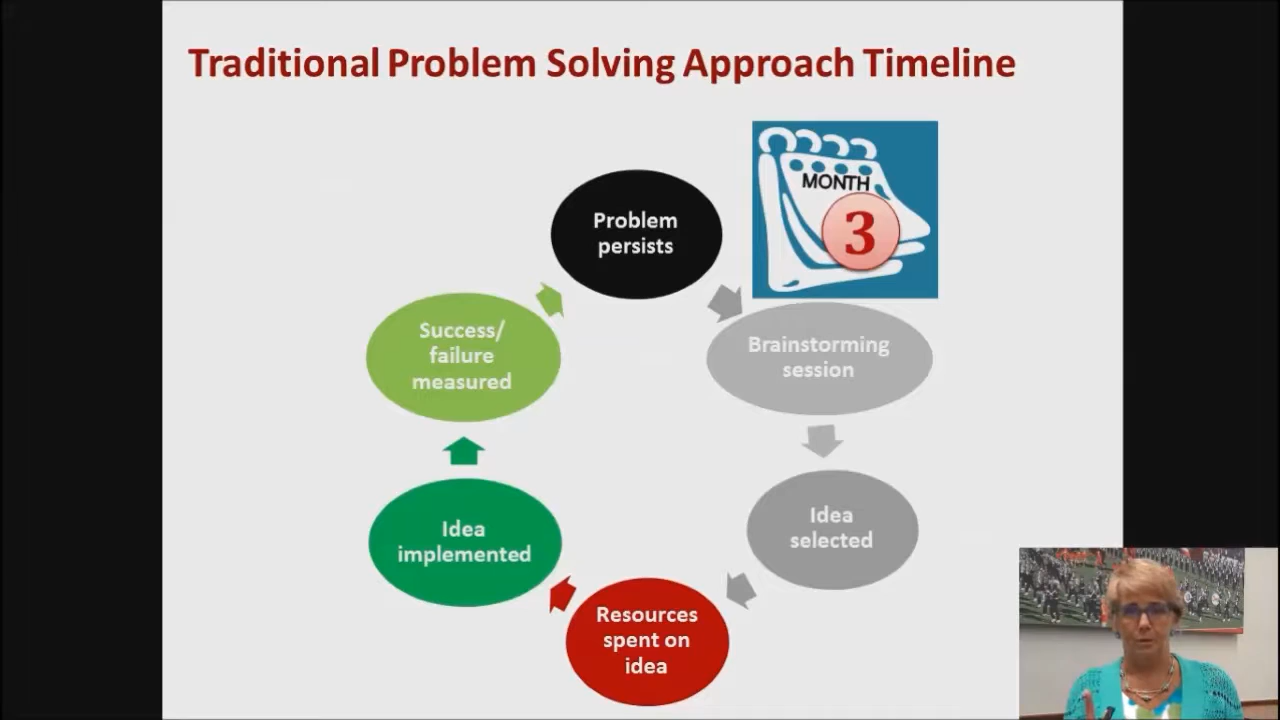 Traditional Problem Solving Approach Timeline
MONTH
3
Problem
persists
Brainstorming
session
Idea
selected
Resources
spent on
idea
Idea
implemented
Success/
failure
measured